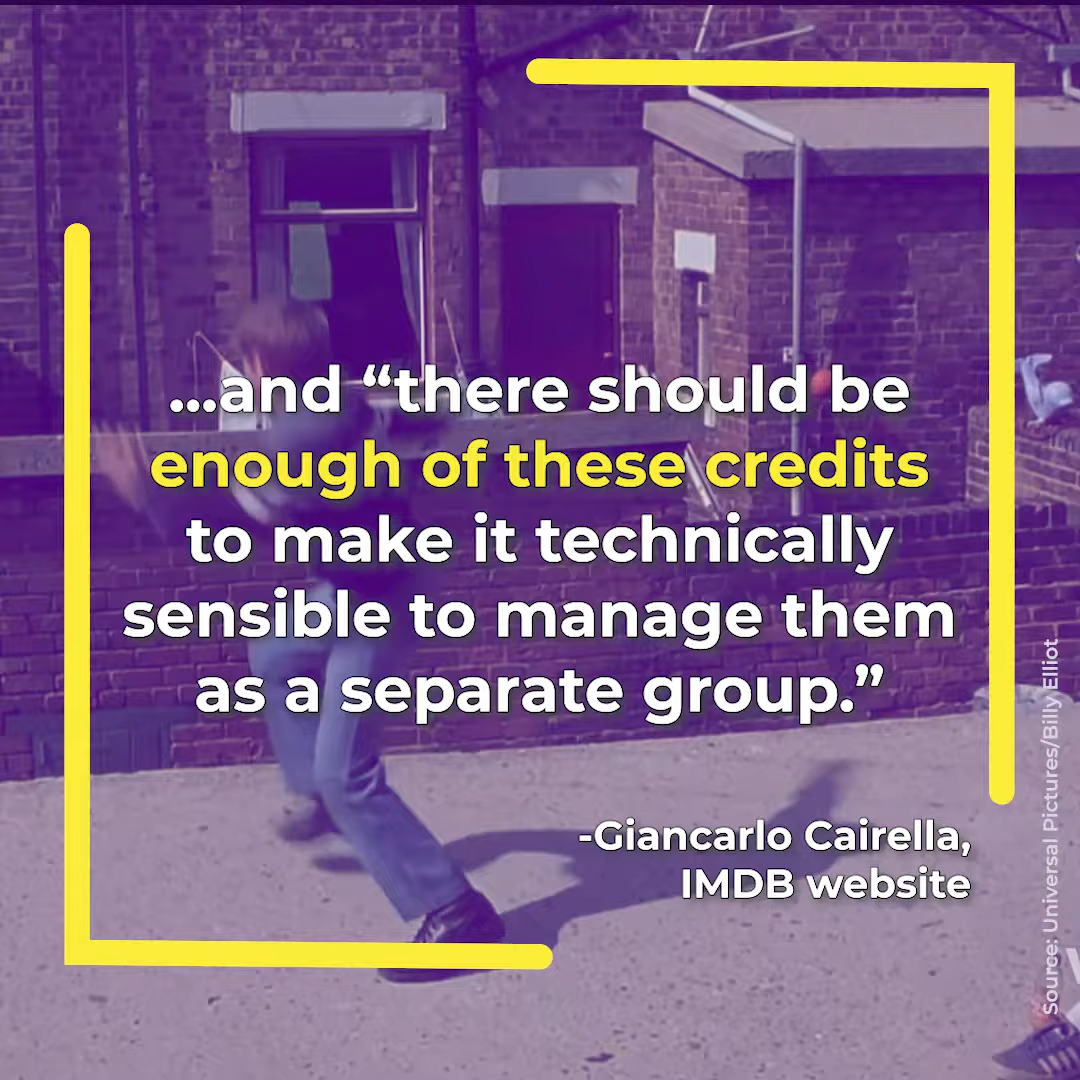 ...and “there should be
enough of these credits
to make it technically
sensible to manage them
as a separate group.”
-Giancarlo Cairella,
IMDB website
Source: Universal Pictures/Billy Elliot